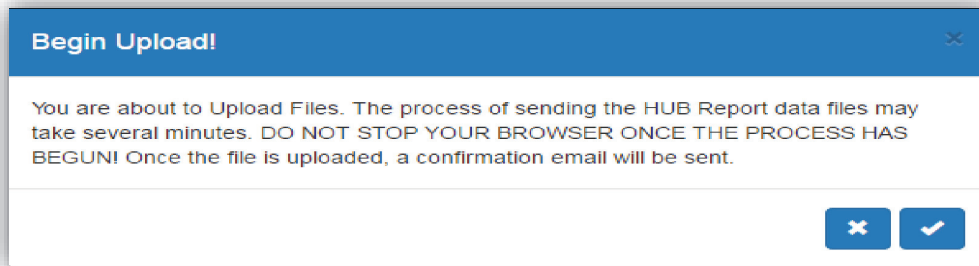 Begin Upload!
You are about to Upload Files. The process of sending the HUB Report data files may
take several minutes. DO NOT STOP YOUR BROWSER ONCE THE PROCESS HAS
BEGUN! Once the file is uploaded, a confirmation email will be sent.